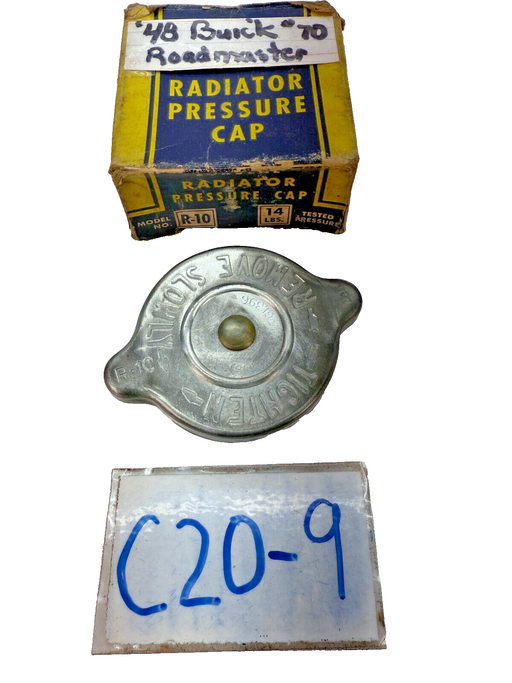 '48 Buick #70
Roadmaster
RADIATOR
PRESSURE
CAP
RADIATOR
PRESSURE CAP
MODEL NO. R-10 14 LBS. TESTED PRESSURE
REMOVE SLOWLY
R-10
TIGHTEN
C20-9